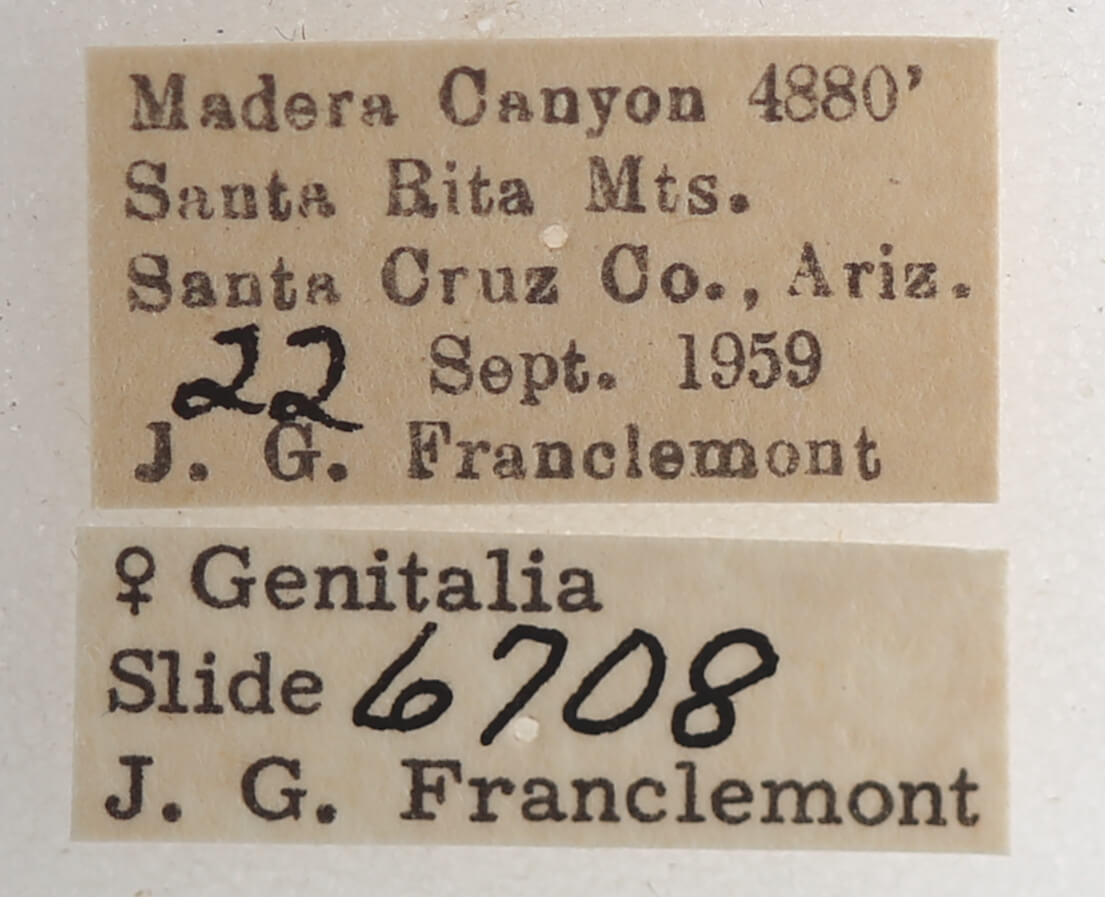 Madera Canyon 4880'
Santa Rita Mts.
Santa Cruz Co., Ariz.
22 Sept. 1959
J. G. Franclemont
♀ Genitalia
Slide 6708
J. G. Franclemont